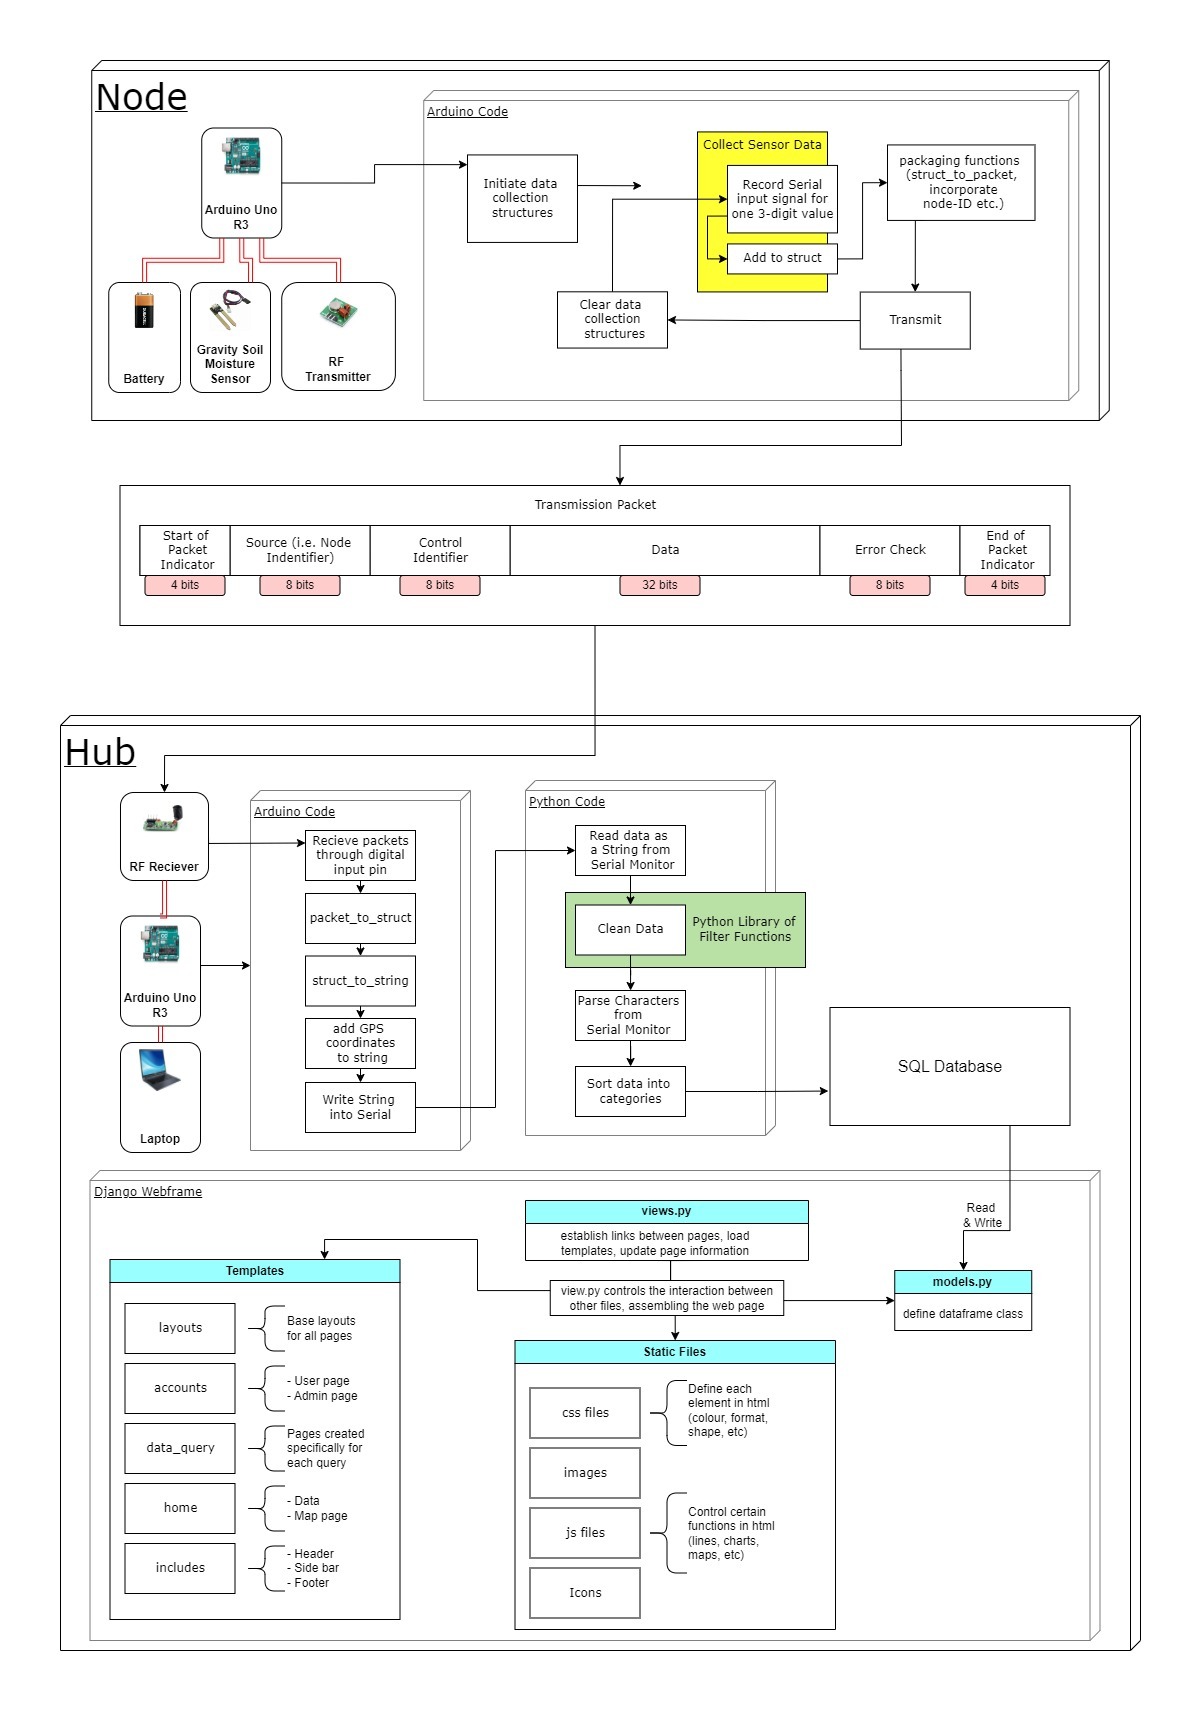 Node
Arduino Code
Arduino Uno
R3
Battery
Gravity Soil
Moisture
Sensor
RF
Transmitter
Initiate data
collection
structures
Collect Sensor Data
Record Serial
input signal for
one 3-digit value
Add to struct
packaging functions
(struct_to_packet,
incorporate
node-ID etc.)
Clear data
collection
structures
Transmit
Transmission Packet
Start of
Packet
Indicator
4 bits
Source (i.e. Node
Indentifier)
8 bits
Control
Identifier
8 bits
Data
32 bits
Error Check
8 bits
End of
Packet
Indicator
4 bits
Hub
RF Reciever
Arduino Uno
R3
Laptop
Arduino Code
Recieve packets
through digital
input pin
packet_to_struct
struct_to_string
add GPS
coordinates
to string
Write String
into Serial
Python Code
Read data as
a String from
Serial Monitor
Clean Data
Python Library of
Filter Functions
Parse Characters
from
Serial Monitor
Sort data into
categories
SQL Database
Read
& Write
Django Webframe
views.py
establish links between pages, load
templates, update page information
view.py controls the interaction between
other files, assembling the web page
models.py
define dataframe class
Templates
layouts
Base layouts
for all pages
accounts
- User page
- Admin page
data_query
Pages created
specifically for
each query
home
- Data
- Map page
includes
- Header
- Side bar
- Footer
Static Files
css files
Define each
element in html
(colour, format,
shape, etc)
images
js files
Control certain
functions in html
(lines, charts,
maps, etc)
Icons